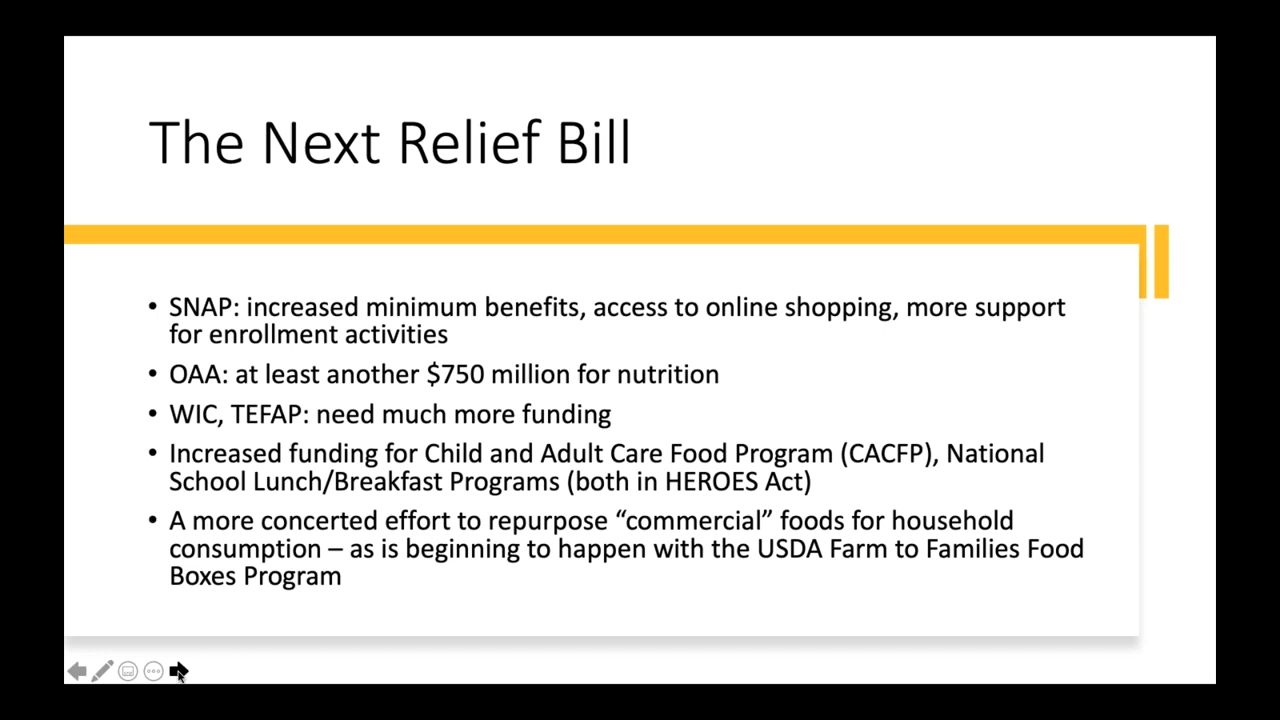 The Next Relief Bill
• SNAP: increased minimum benefits, access to online shopping, more support
for enrollment activities
• OAA: at least another $750 million for nutrition
• WIC, TEFAP: need much more funding
• Increased funding for Child and Adult Care Food Program (CACFP), National
School Lunch/Breakfast Programs (both in HEROES Act)
• A more concerted effort to repurpose “commercial” foods for household
consumption – as is beginning to happen with the USDA Farm to Families Food
Boxes Program